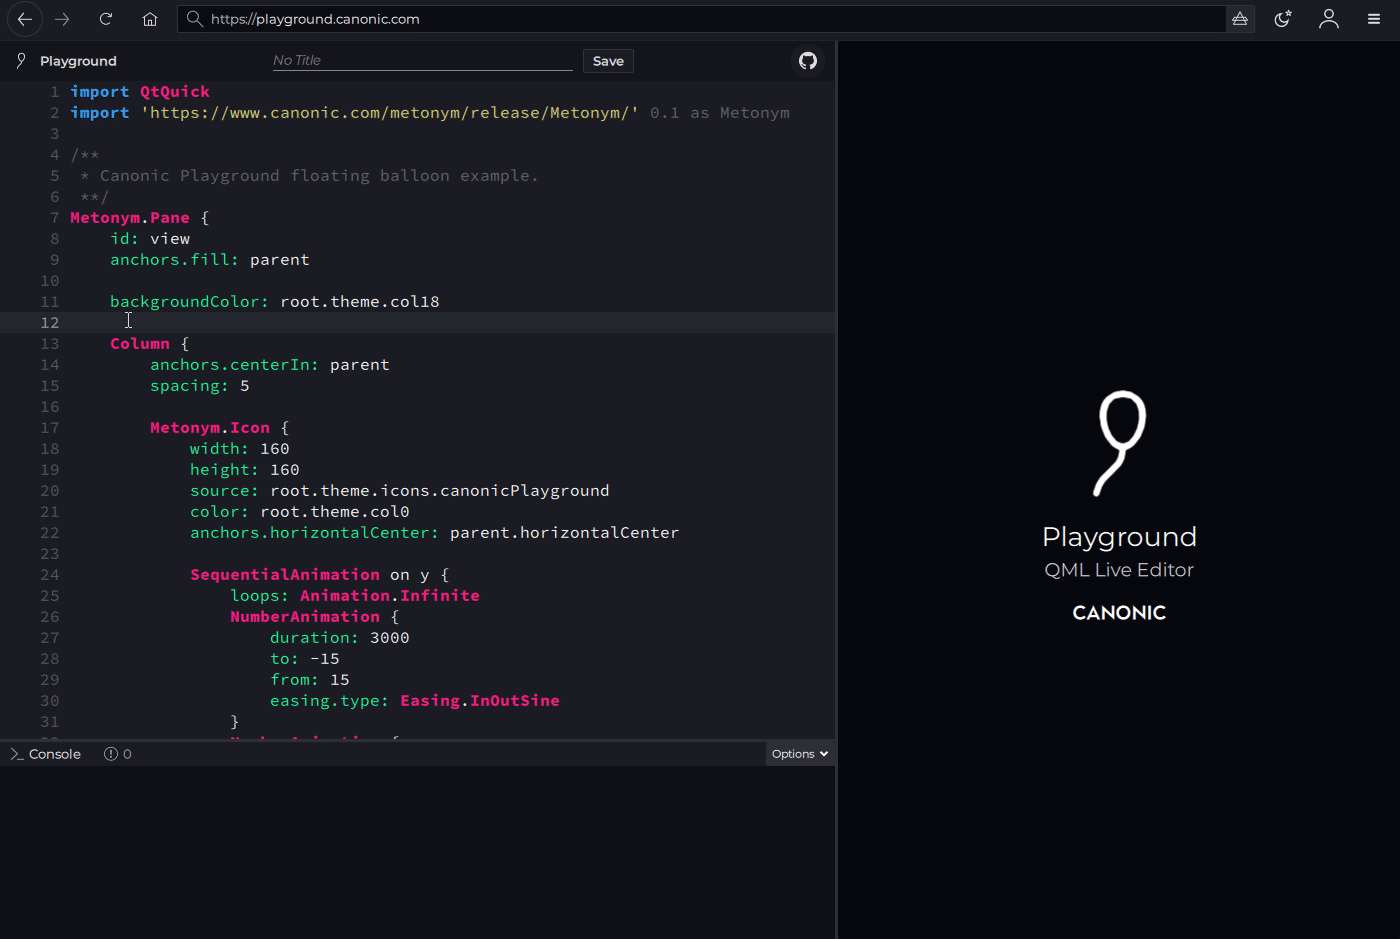 https://playground.canonic.com
Playground
No Title
Save
1 import QtQuick
2 import 'https://www.canonic.com/metonym/release/Metonym/' 0.1 as Metonym
3
4 /**
5 * Canonic Playground floating balloon example.
6 **/
7 Metonym.Pane {
8 id: view
9 anchors.fill: parent
10
11 backgroundColor: root.theme.col18
12
13 Column {
14 anchors.centerIn: parent
15 spacing: 5
16
17 Metonym.Icon {
18 width: 160
19 height: 160
20 source: root.theme.icons.canonicPlayground
21 color: root.theme.col0
22 anchors.horizontalCenter: parent.horizontalCenter
23
24 SequentialAnimation on y {
25 loops: Animation.Infinite
26 NumberAnimation {
27 duration: 3000
28 to: -15
29 from: 15
30 easing.type: Easing.InOutSine
31 }
>_ Console
0
Options
Playground
QML Live Editor
CANONIC